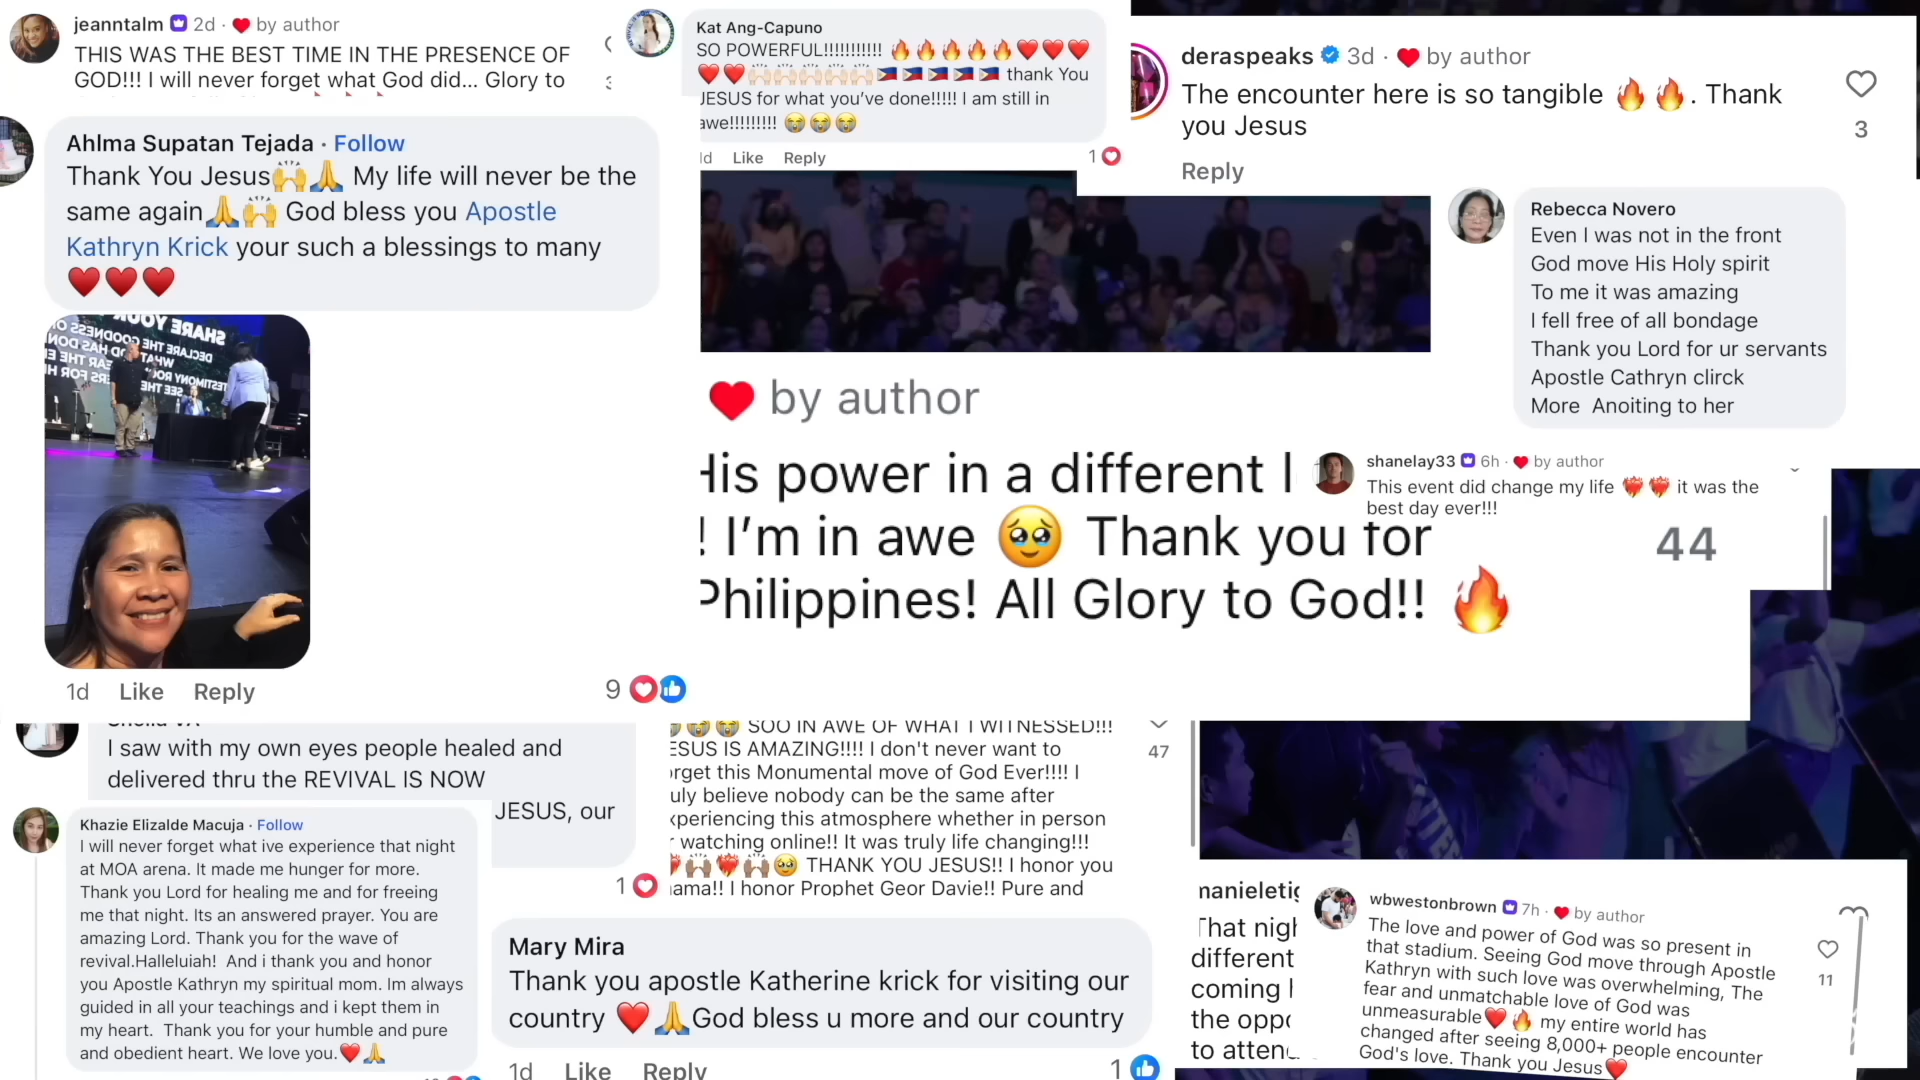 jeanntalm 2d · ❤️ by author
THIS WAS THE BEST TIME IN THE PRESENCE OF
GOD!!! I will never forget what God did... Glory to
Ahlma Supatan Tejada · Follow
Thank You Jesus🙌🙏 My life will never be the
same again🙏🙌 God bless you Apostle
Kathryn Krick your such a blessings to many
❤️❤️❤️
SHARE YOUR
DECLARE THE GOODNESS O
1d Like Reply
9
Kat Ang-Capuno
SO POWERFUL!!!!!!!!!!! 🔥🔥🔥🔥🔥❤️❤️❤️
❤️❤️🙌🏻🙌🏻🙌🏻🙌🏻🙌🏻🇵🇭🇵🇭🇵🇭🇵🇭🇵🇭 thank You
JESUS for what you've done!!!!! I am still in
awe!!!!!!!!! 😭😭😭
Like Reply
1
deraspeaks 3d · ❤️ by author
The encounter here is so tangible 🔥🔥. Thank
you Jesus
3
Reply
Rebecca Novero
Even I was not in the front
God move His Holy spirit
To me it was amazing
I fell free of all bondage
Thank you Lord for ur servants
Apostle Cathryn clirck
More Anoiting to her
❤️ by author
His power in a different l
! I'm in awe 🥹 Thank you for
Philippines! All Glory to God!! 🔥
44
shanelay33 6h · ❤️ by author
This event did change my life ❤️‍🔥❤️‍🔥 it was the
best day ever!!!
I saw with my own eyes people healed and
delivered thru the REVIVAL IS NOW
JESUS, our
1
Khazie Elizalde Macuja · Follow
I will never forget what ive experience that night
at MOA arena. It made me hunger for more.
Thank you Lord for healing me and for freeing
me that night. Its an answered prayer. You are
amazing Lord. Thank you for the wave of
revival.Halleluiah! And i thank you and honor
you Apostle Kathryn my spiritual mom. Im always
guided in all your teachings and i kept them in
my heart. Thank you for your humble and pure
and obedient heart. We love you.❤️🙏
😭😭😭 SOO IN AWE OF WHAT I WITNESSED!!!
ESUS IS AMAZING!!!! I don't never want to
rget this Monumental move of God Ever!!!! I
uly believe nobody can be the same after
xperiencing this atmosphere whether in person
r watching online!! It was truly life changing!!!
❤️‍🔥🙌🏽❤️‍🔥🙌🏽🥹 THANK YOU JESUS!! I honor you
ama!! I honor Prophet Geor Davie!! Pure and
47
Mary Mira
Thank you apostle Katherine krick for visiting our
country ❤️🙏God bless u more and our country
1d Like Reply
1
manieletig
That nigh
different
coming
the oppo
to atten
wbwestonbrown 7h · ❤️ by author
The love and power of God was so present in
that stadium. Seeing God move through Apostle
Kathryn with such love was overwhelming, The
fear and unmatchable love of God was
unmeasurable❤️🔥 my entire world has
changed after seeing 8,000+ people encounter
God's love. Thank you Jesus❤️
11